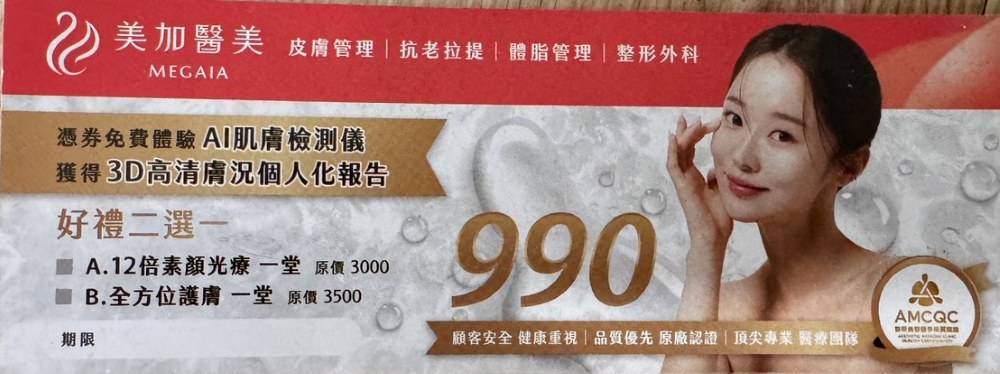 美加醫美
MEGAIA
皮膚管理｜抗老拉提｜體脂管理｜整形外科
憑券免費體驗 AI肌膚檢測儀
獲得 3D高清膚況個人化報告
好禮二選一
A.12倍素顏光療 一堂 原價 3000
B.全方位護膚 一堂 原價 3500
990
期限
顧客安全 健康重視｜品質優先 原廠認證｜頂尖專業 醫療團隊
AMCQC